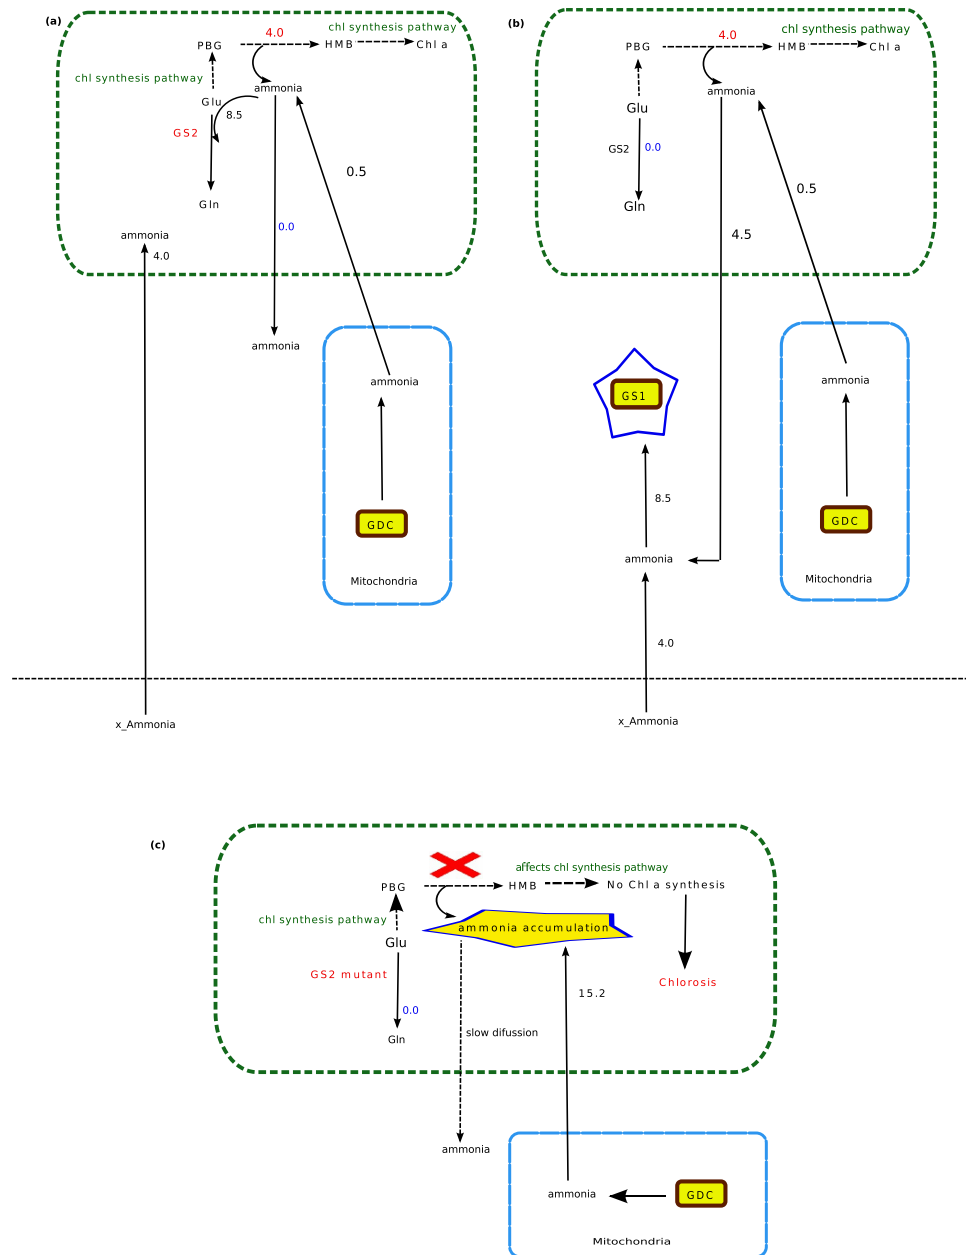 (a)
chl synthesis pathway
4.0
PBG
HMB
Chl a
chl synthesis pathway
ammonia
Glu
8.5
GS2
0.5
Gln
0.0
ammonia
4.0
ammonia
ammonia
GDC
Mitochondria
x_Ammonia
(b)
chl synthesis pathway
4.0
PBG
HMB
Chl a
ammonia
Glu
GS2
0.0
0.5
Gln
4.5
ammonia
GS1
8.5
GDC
ammonia
Mitochondria
4.0
x_Ammonia
(c)
affects chl synthesis pathway
PBG
HMB
No Chl a synthesis
chl synthesis pathway
ammonia accumulation
Glu
GS2 mutant
Chlorosis
15.2
0.0
slow difussion
Gln
ammonia
ammonia
GDC
Mitochondria